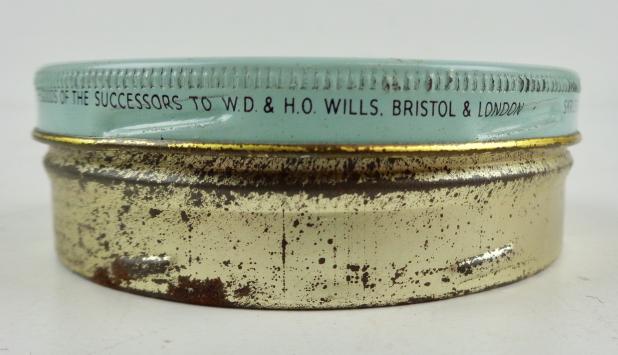 OF THE SUCCESSORS TO W.D. & H.O. WILLS, BRISTOL & LONDON